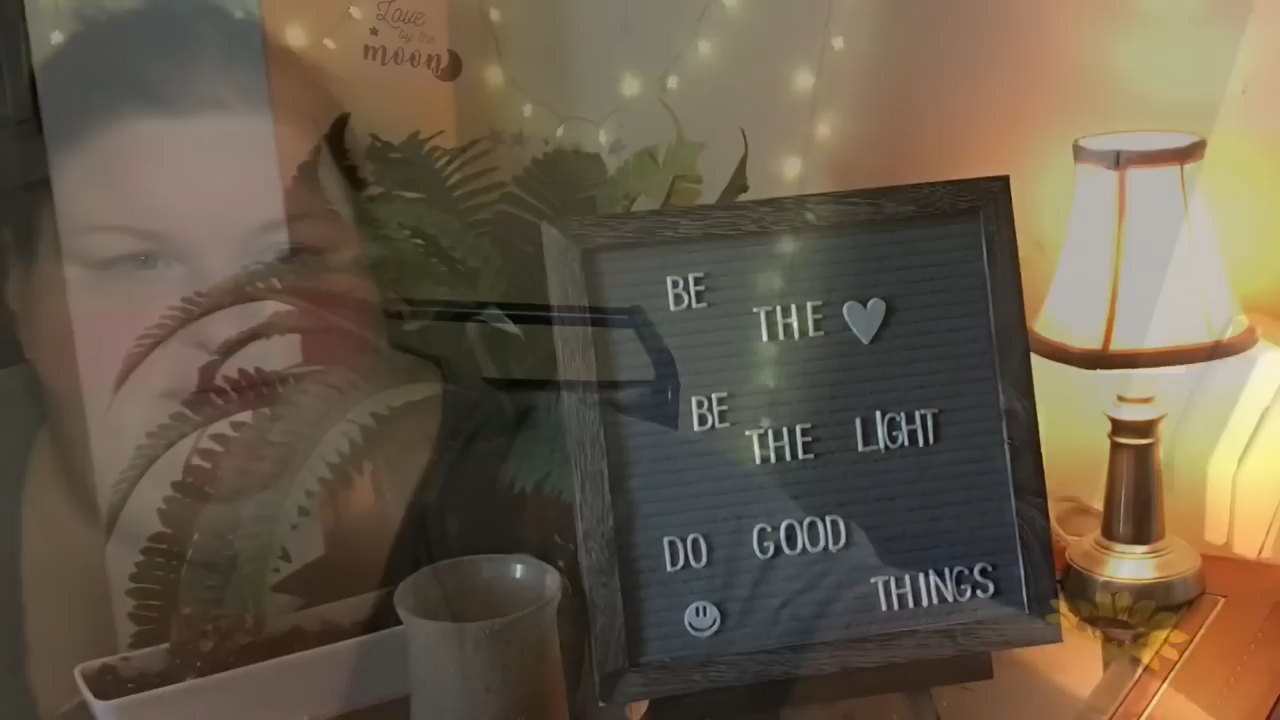 Love
by the
moon
BE
THE
BE
THE LIGHT
DO GOOD
THINGS